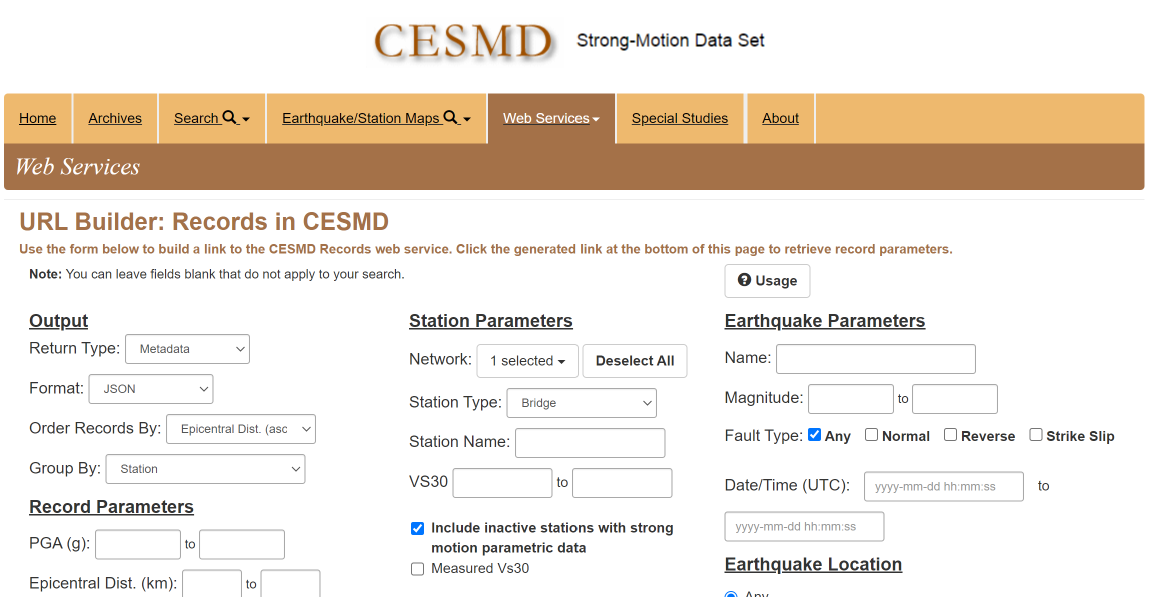 CESMD Strong-Motion Data Set
Home Archives Search Earthquake/Station Maps Web Services Special Studies About
Web Services
URL Builder: Records in CESMD
Use the form below to build a link to the CESMD Records web service. Click the generated link at the bottom of this page to retrieve record parameters.
Note: You can leave fields blank that do not apply to your search.
Usage
Output
Return Type: Metadata
Format: JSON
Order Records By: Epicentral Dist. (asc
Group By: Station
Record Parameters
PGA (g): to
Epicentral Dist. (km): to
Station Parameters
Network: 1 selected Deselect All
Station Type: Bridge
Station Name:
VS30 to
Include inactive stations with strong
motion parametric data
Measured Vs30
Earthquake Parameters
Name:
Magnitude: to
Fault Type: Any Normal Reverse Strike Slip
Date/Time (UTC): yyyy-mm-dd hh:mm:ss to
yyyy-mm-dd hh:mm:ss
Earthquake Location
Any